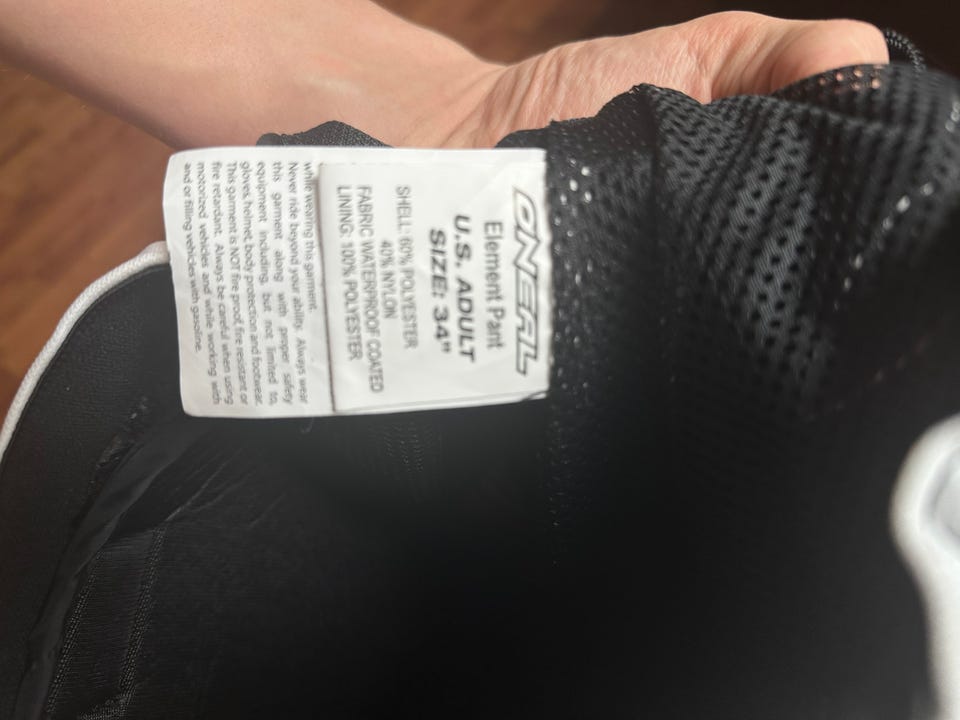 ONEAL
Element Pant
U.S. ADULT
SIZE: 34"
SHELL: 60% POLYESTER
40% NYLON
FABRIC WATERPROOF COATED
LINING: 100% POLYESTER
while wearing this garment.
Never ride beyond your ability. Always wear
this garment along with proper safety
equipment including, but not limited to,
gloves, helmet, body protection and footwear.
This garment is NOT fire proof, fire resistant or
fire retardant. Always be careful when using
motorized vehicles and while working with
and or filling vehicles with gasoline.